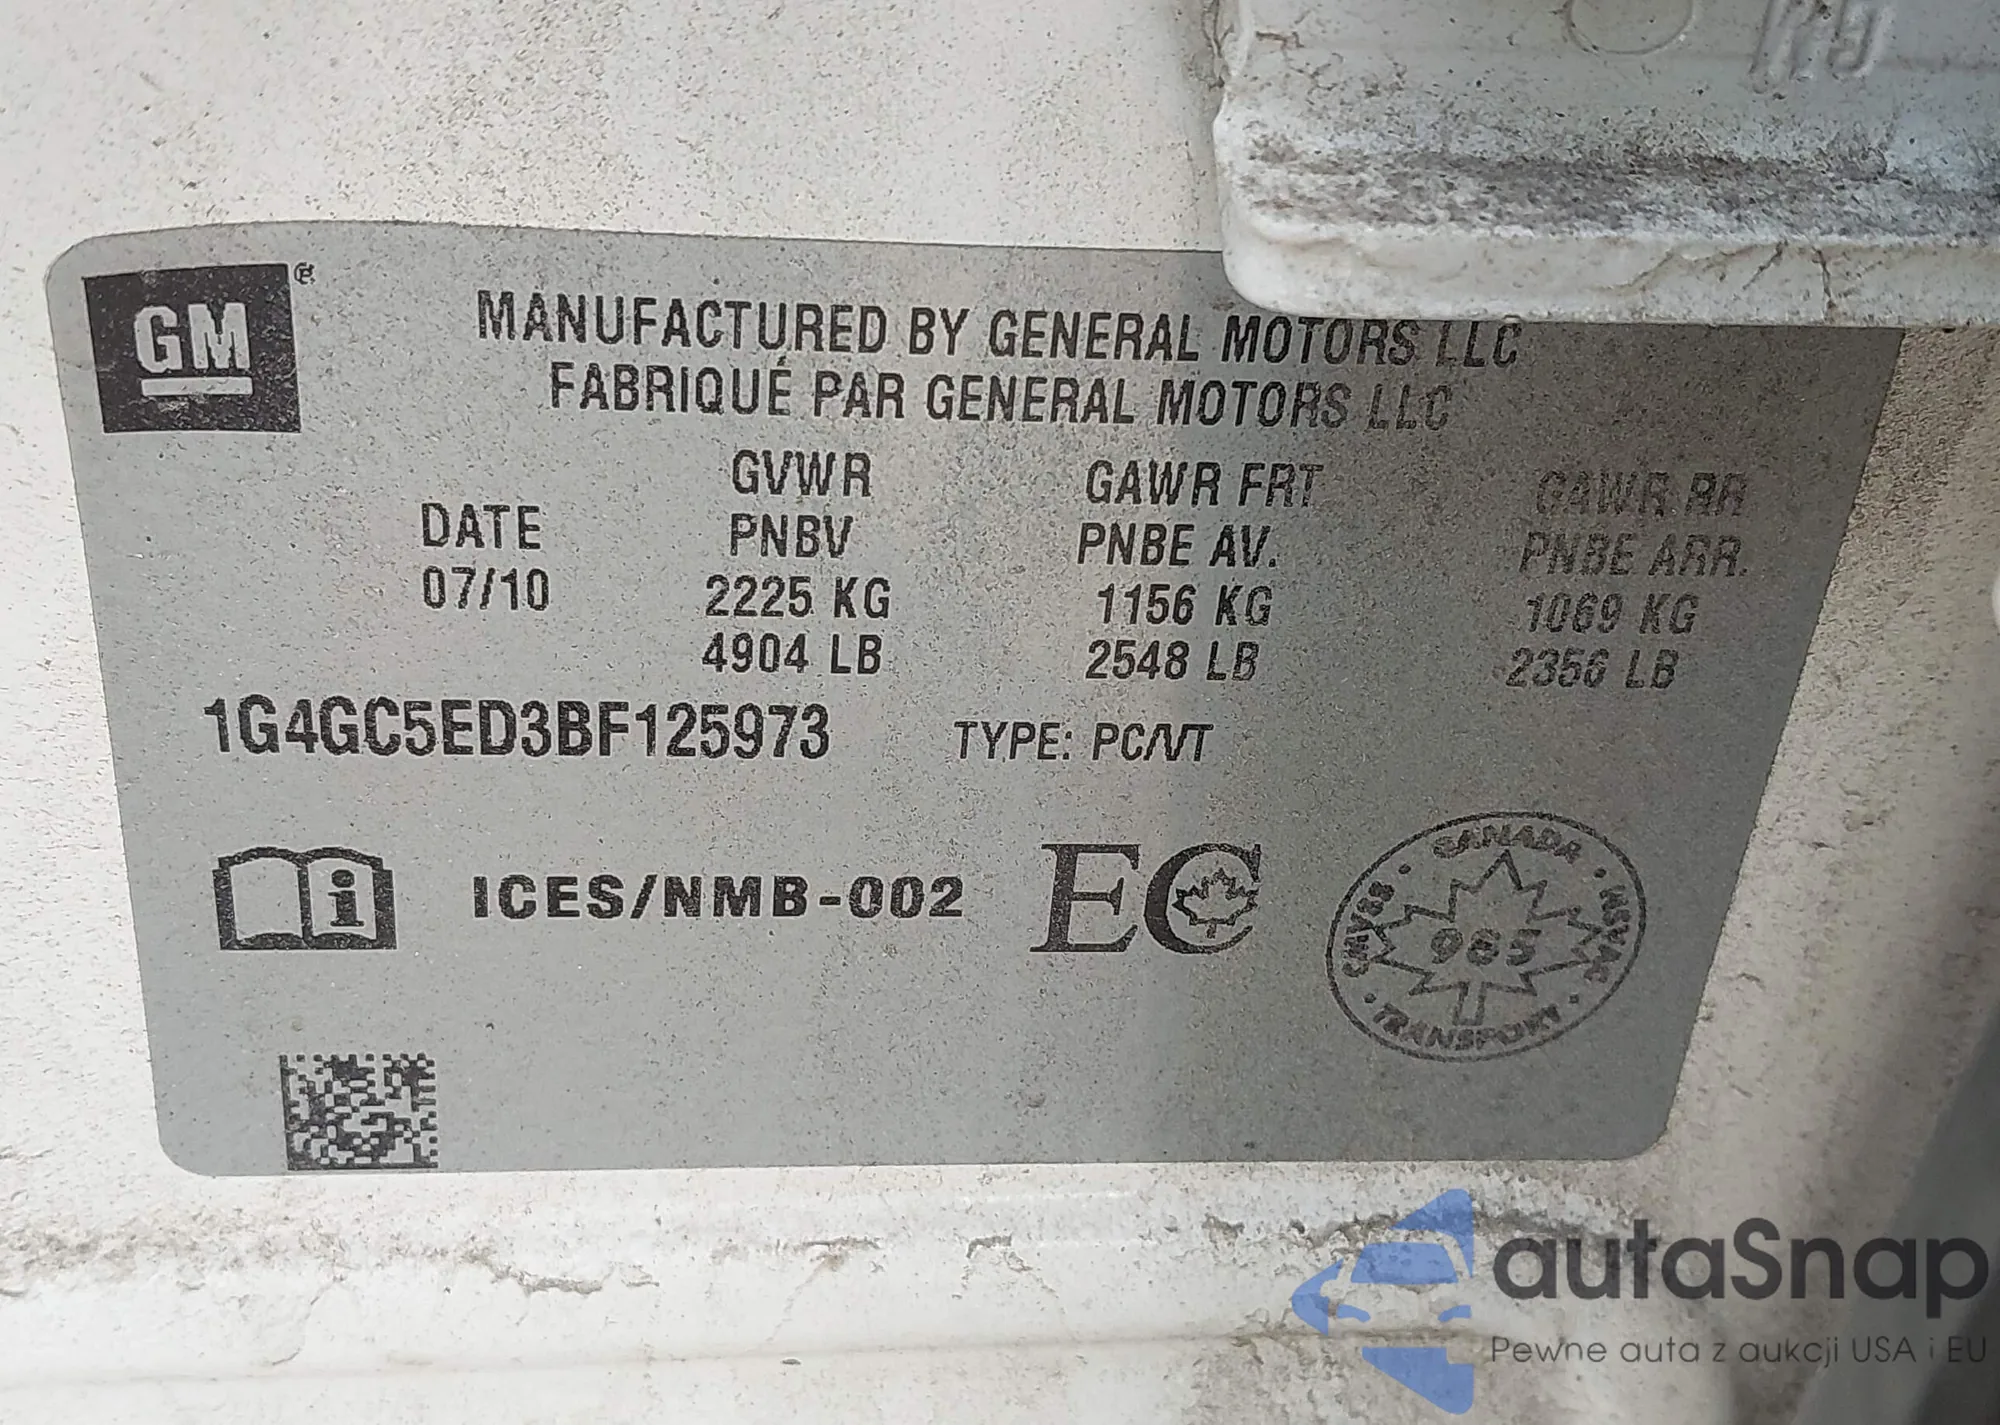 GM
MANUFACTURED BY GENERAL MOTORS LLC
FABRIQUÉ PAR GENERAL MOTORS LLC
DATE
07/10
GVWR
PNBV
2225 KG
4904 LB
GAWR FRT
PNBE AV.
1156 KG
2548 LB
GAWR RR
PNBE ARR.
1069 KG
2356 LB
1G4GC5ED3BF125973 TYPE: PC/VT
i ICES/NMB-002 EC
CANADA
CMVSS 965 NSVAC
TRANSPORT
autaSnap
Pewne auta z aukcji USA i EU